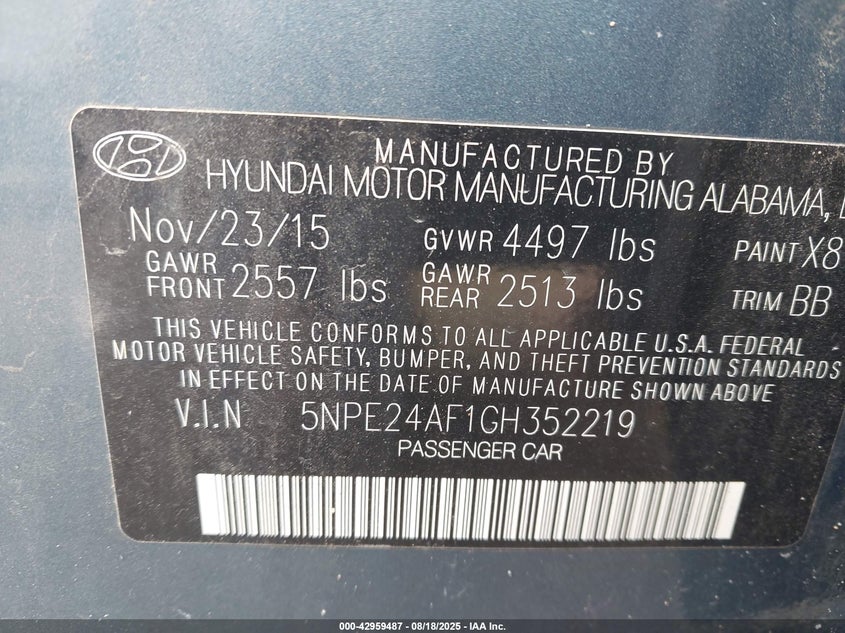 MANUFACTURED BY
HYUNDAI MOTOR MANUFACTURING ALABAMA,
Nov/23/15 GVWR 4497 lbs PAINT X8
GAWR FRONT 2557 lbs GAWR REAR 2513 lbs TRIM BB
THIS VEHICLE CONFORMS TO ALL APPLICABLE U.S.A. FEDERAL
MOTOR VEHICLE SAFETY, BUMPER, AND THEFT PREVENTION STANDARDS
IN EFFECT ON THE DATE OF MANUFACTURE SHOWN ABOVE
V.I.N 5NPE24AF1GH352219
PASSENGER CAR
000-42959487 - 08/18/2025 - IAA Inc.